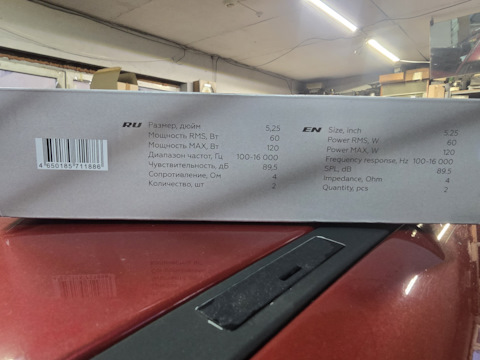 RU Размер, дюйм 5,25
Мощность RMS, Вт 60
Мощность MAX, Вт 120
Диапазон частот, Гц 100-16 000
Чувствительность, дБ 89,5
Сопротивление, Ом 4
Количество, шт 2
EN Size, inch 5,25
Power RMS, W 60
Power MAX, W 120
Frequency response, Hz 100-16 000
SPL, dB 89,5
Impedance, Ohm 4
Quantity, pcs 2
4 650185 711886